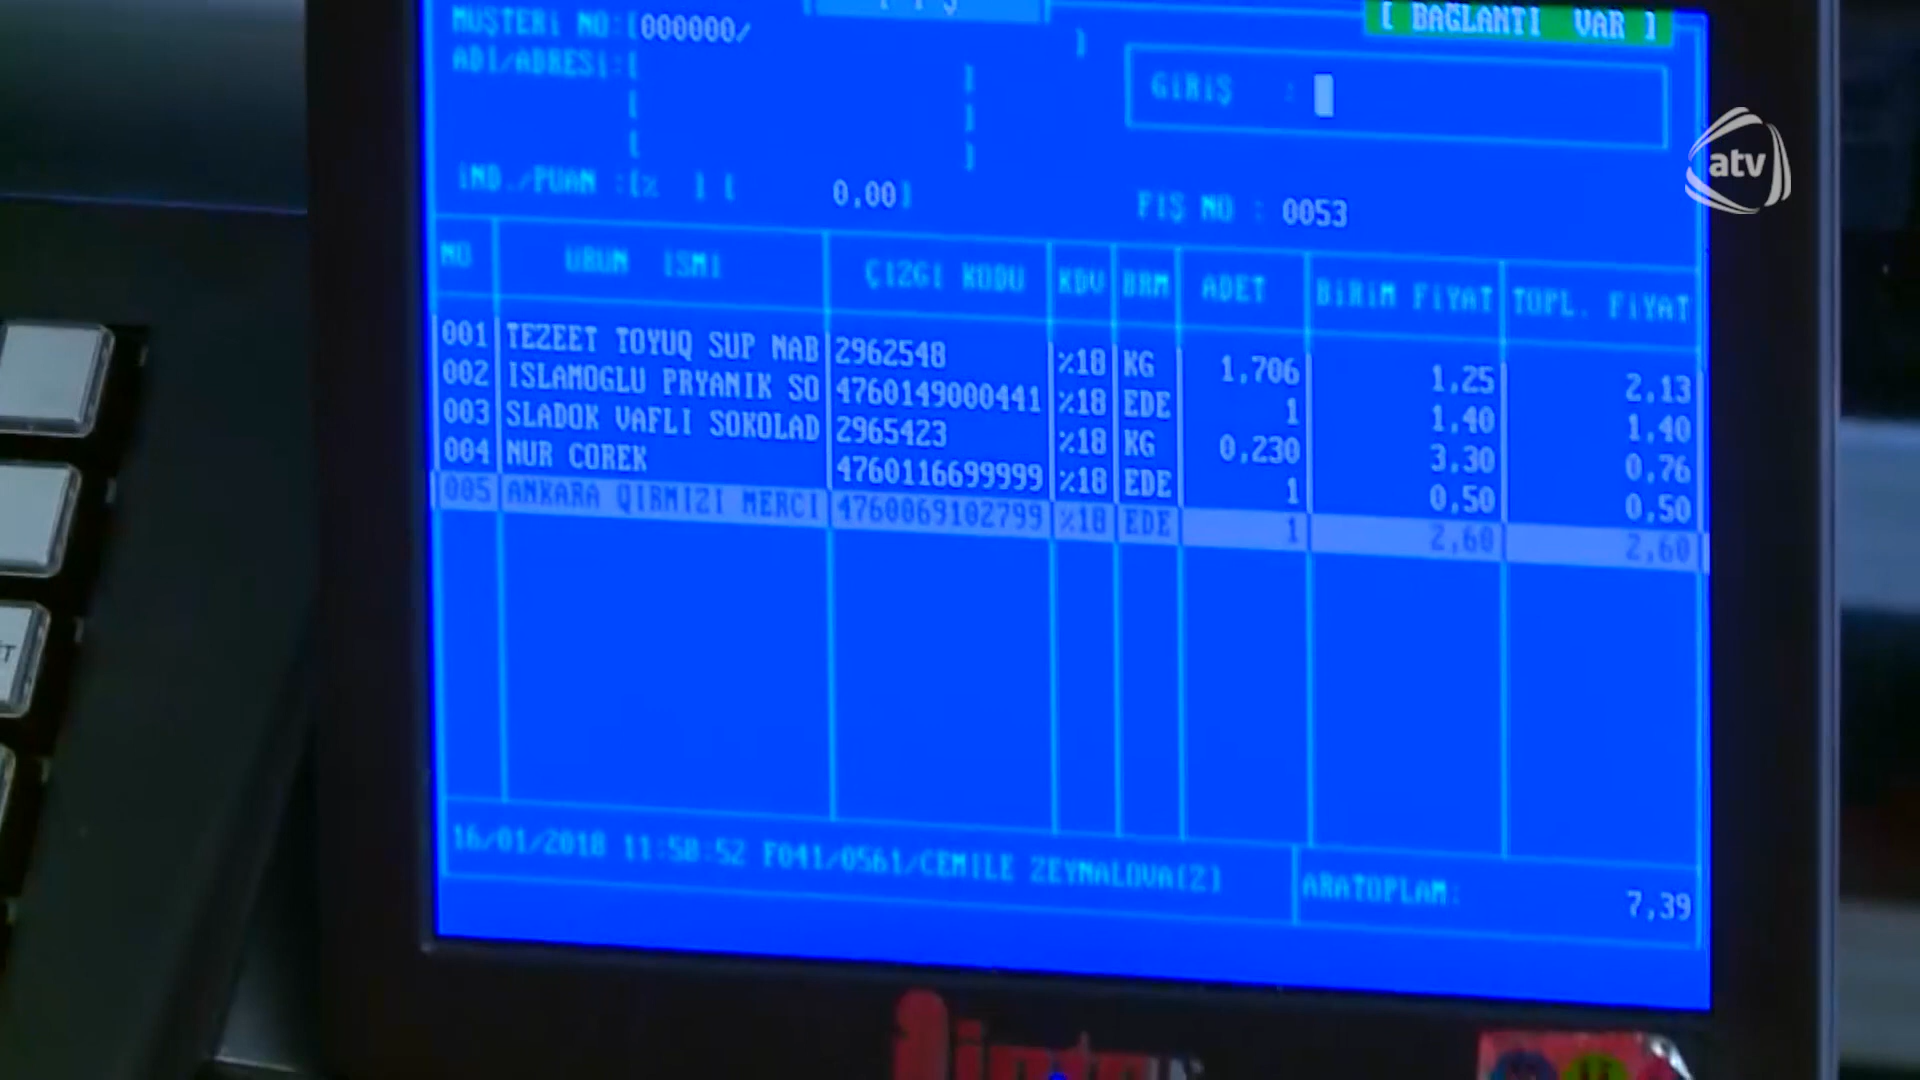 [ BAĞLANTI VAR ]
MÜŞTERİ NO:[000000/ ]
ADI/ADRESİ:[ ]
[ ]
[ ]
GİRİŞ :
atv
İND./PUAN :[% ] [ 0,00]
FİŞ NO : 0053
NO ÜRÜN İSMİ ÇİZGİ KODU KDV BRM ADET BİRİM FİYAT TOPL. FİYAT
001 TEZEET TOYUQ SUP NAB 2962548 %18 KG 1,706 1,25 2,13
002 ISLAMOGLU PRYANIK SO 4760149000441 %18 EDE 1 1,40 1,40
003 SLADOK VAFLI SOKOLAD 2965423 %18 KG 0,230 3,30 0,76
004 NUR COREK 4760116699999 %18 EDE 1 0,50 0,50
005 ANKARA QIRMIZI MERCI 4760069102799 %18 EDE 1 2,60 2,60
16/01/2018 11:58:52 F041/0561/CEMILE ZEYNALOVA[2]
ARATOPLAM: 7,39